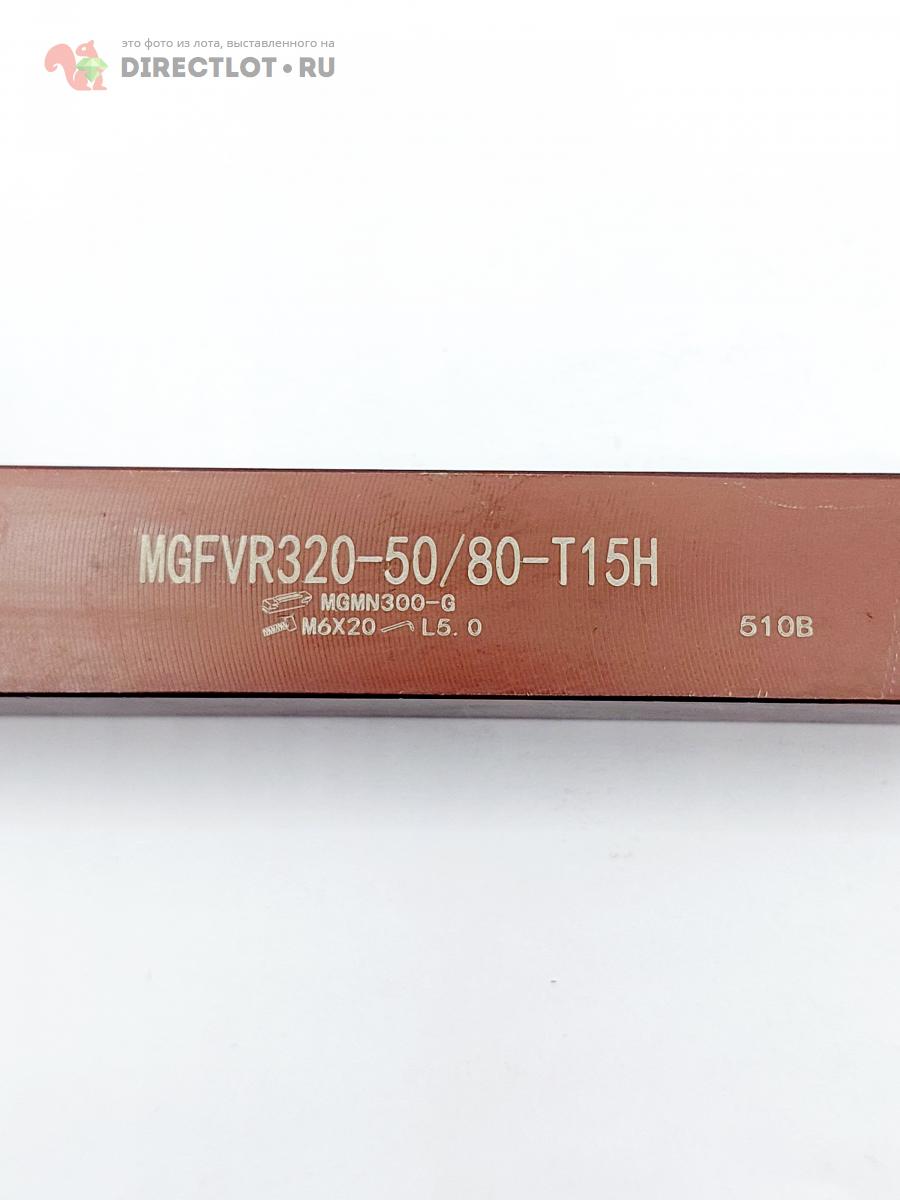 это фото из лота, выставленного на
DIRECTLOT•RU
MGFVR320-50/80-T15H
MGMN300-G
M6X20 L5.0
510B